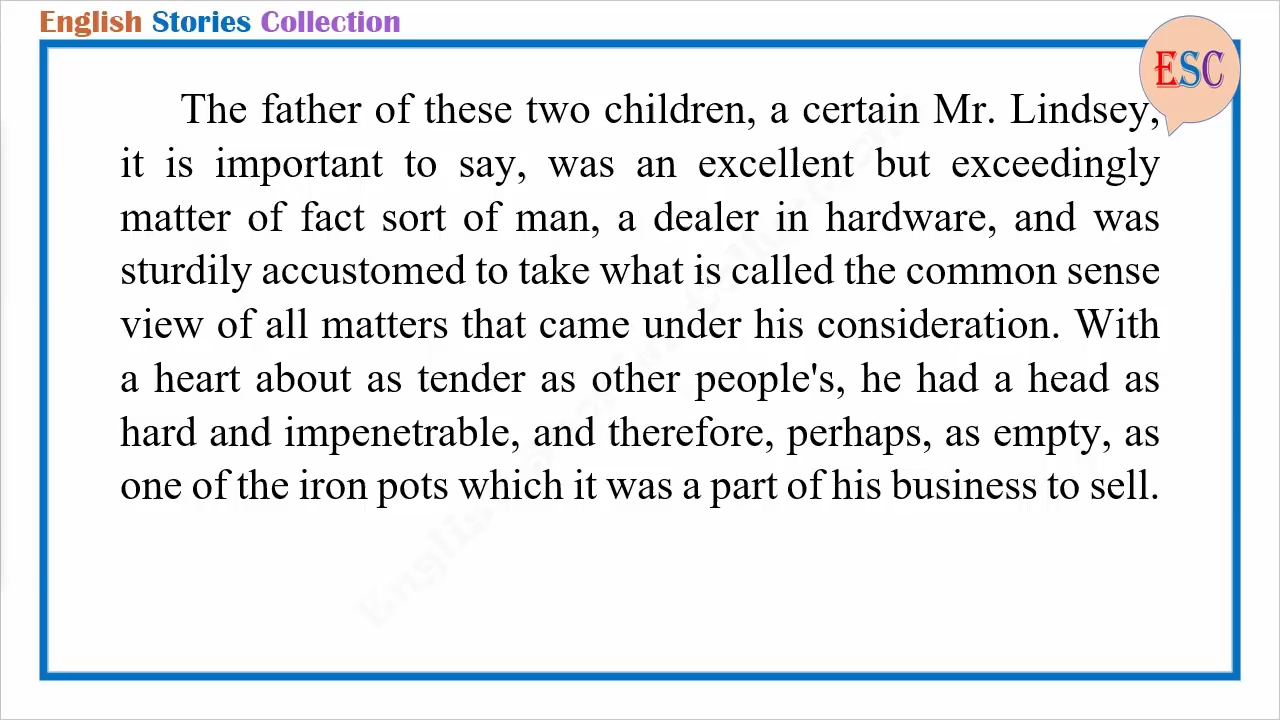 English Stories Collection
ESC
The father of these two children, a certain Mr. Lindsey,
it is important to say, was an excellent but exceedingly
matter of fact sort of man, a dealer in hardware, and was
sturdily accustomed to take what is called the common sense
view of all matters that came under his consideration. With
a heart about as tender as other people's, he had a head as
hard and impenetrable, and therefore, perhaps, as empty, as
one of the iron pots which it was a part of his business to sell.